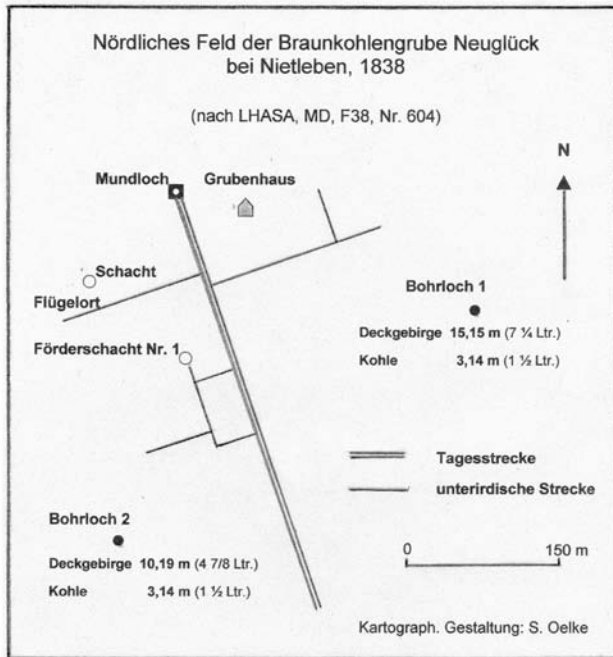 Nördliches Feld der Braunkohlengrube Neuglück
bei Nietleben, 1838
(nach LHASA, MD, F38, Nr. 604)
N
Mundloch
Grubenhaus
Schacht
Flügelort
Bohrloch 1
Deckgebirge 15,15 m (7 ¼ Ltr.)
Kohle 3,14 m (1 ½ Ltr.)
Förderschacht Nr. 1
Tagesstrecke
unterirdische Strecke
Bohrloch 2
Deckgebirge 10,19 m (4 7/8 Ltr.)
Kohle 3,14 m (1 ½ Ltr.)
0 150 m
Kartograph. Gestaltung: S. Oelke